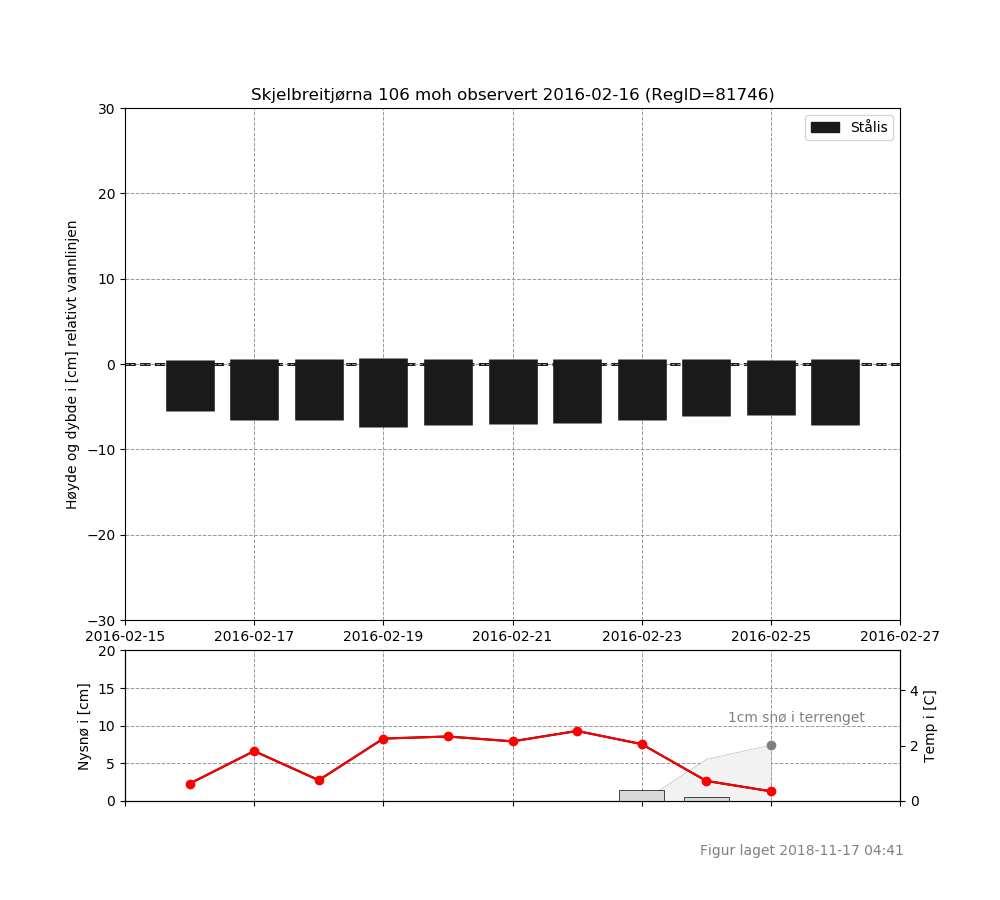 Skjelbreitjørna 106 moh observert 2016-02-16 (RegID=81746)
Stålis
Høyde og dybde i [cm] relativt vannlinjen
30
20
10
0
−10
−20
−30
2016-02-15 2016-02-17 2016-02-19 2016-02-21 2016-02-23 2016-02-25 2016-02-27
Nysnø i [cm]
20
15
10
5
0
1cm snø i terrenget
4
2
0
Temp i [C]
Figur laget 2018-11-17 04:41